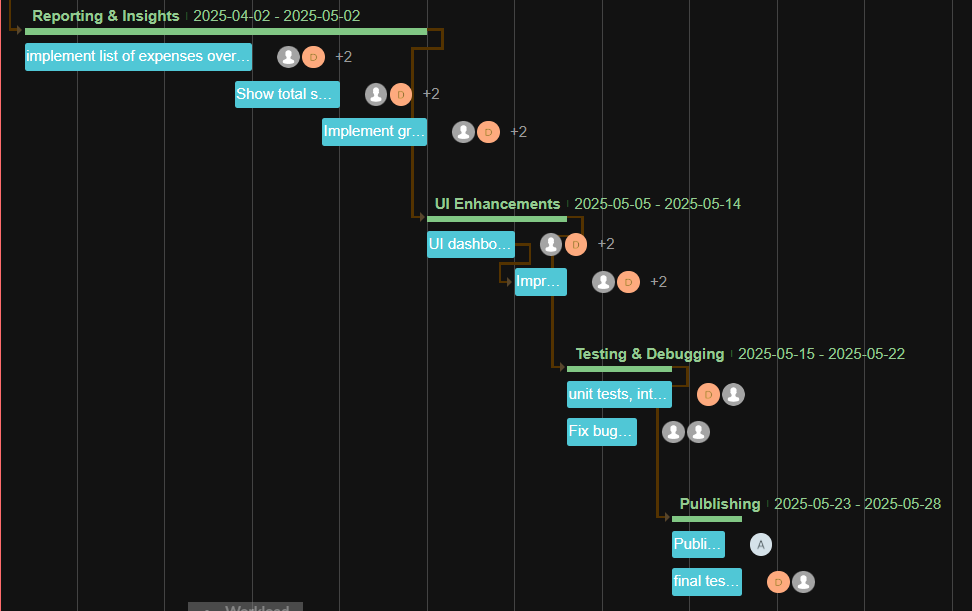 Reporting & Insights 2025-04-02 - 2025-05-02
implement list of expenses over... D +2
Show total s... D +2
Implement gr... D +2
UI Enhancements 2025-05-05 - 2025-05-14
UI dashbo... D +2
Impr... D +2
Testing & Debugging 2025-05-15 - 2025-05-22
unit tests, int... D
Fix bug...
Pulblishing 2025-05-23 - 2025-05-28
Publi... A
final tes... D
Workload